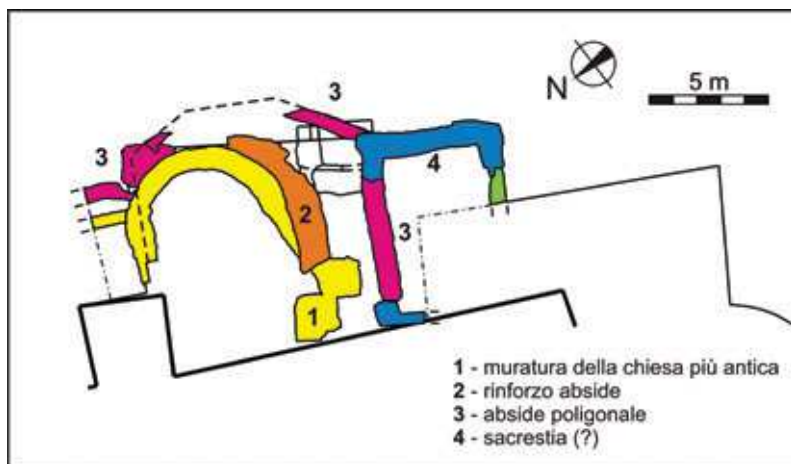 3
5 m
N
3
4
2
3
1
1 - muratura della chiesa più antica
2 - rinforzo abside
3 - abside poligonale
4 - sacrestia (?)